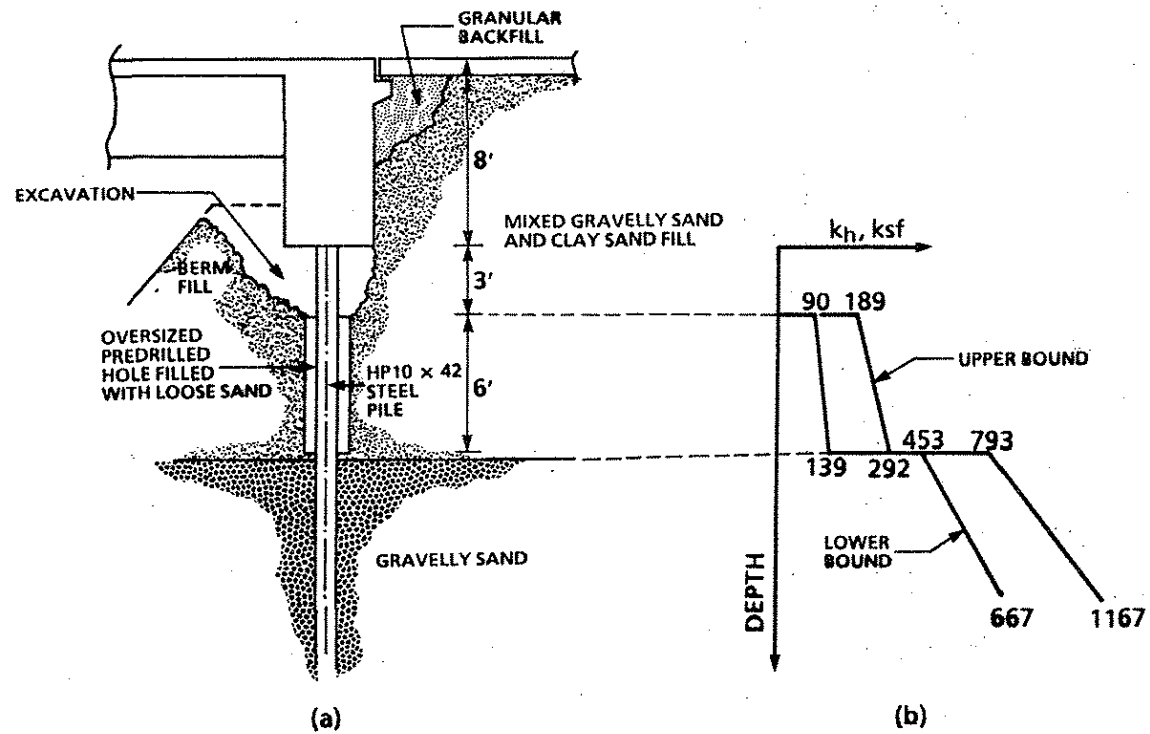 GRANULAR
BACKFILL
8'
EXCAVATION
MIXED GRAVELLY SAND
AND CLAY SAND FILL
kh, ksf
BERM
FILL
3'
90 189
OVERSIZED
PREDRILLED
HOLE FILLED
WITH LOOSE SAND
HP10 × 42
STEEL
PILE
6'
UPPER BOUND
453 793
139 292
GRAVELLY SAND
LOWER
BOUND
DEPTH
667 1167
(a)
(b)